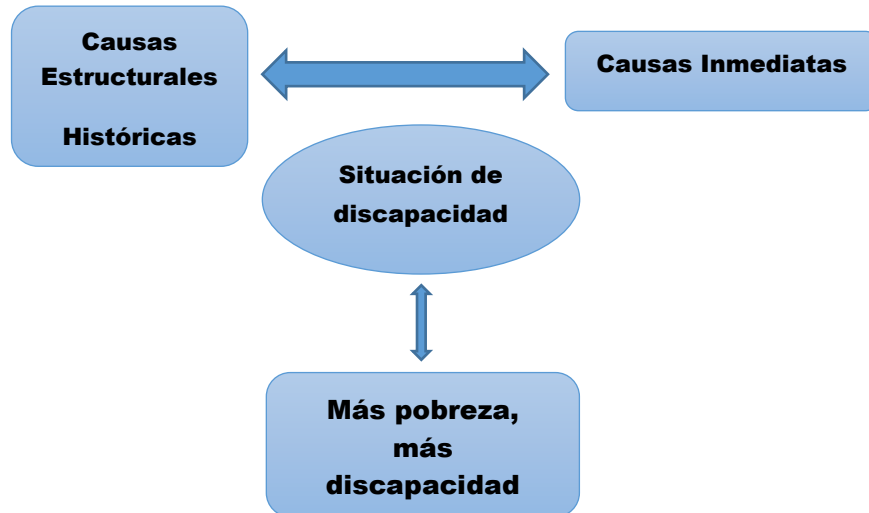 Causas
Estructurales
Históricas
Causas Inmediatas
Situación de
discapacidad
Más pobreza,
más
discapacidad